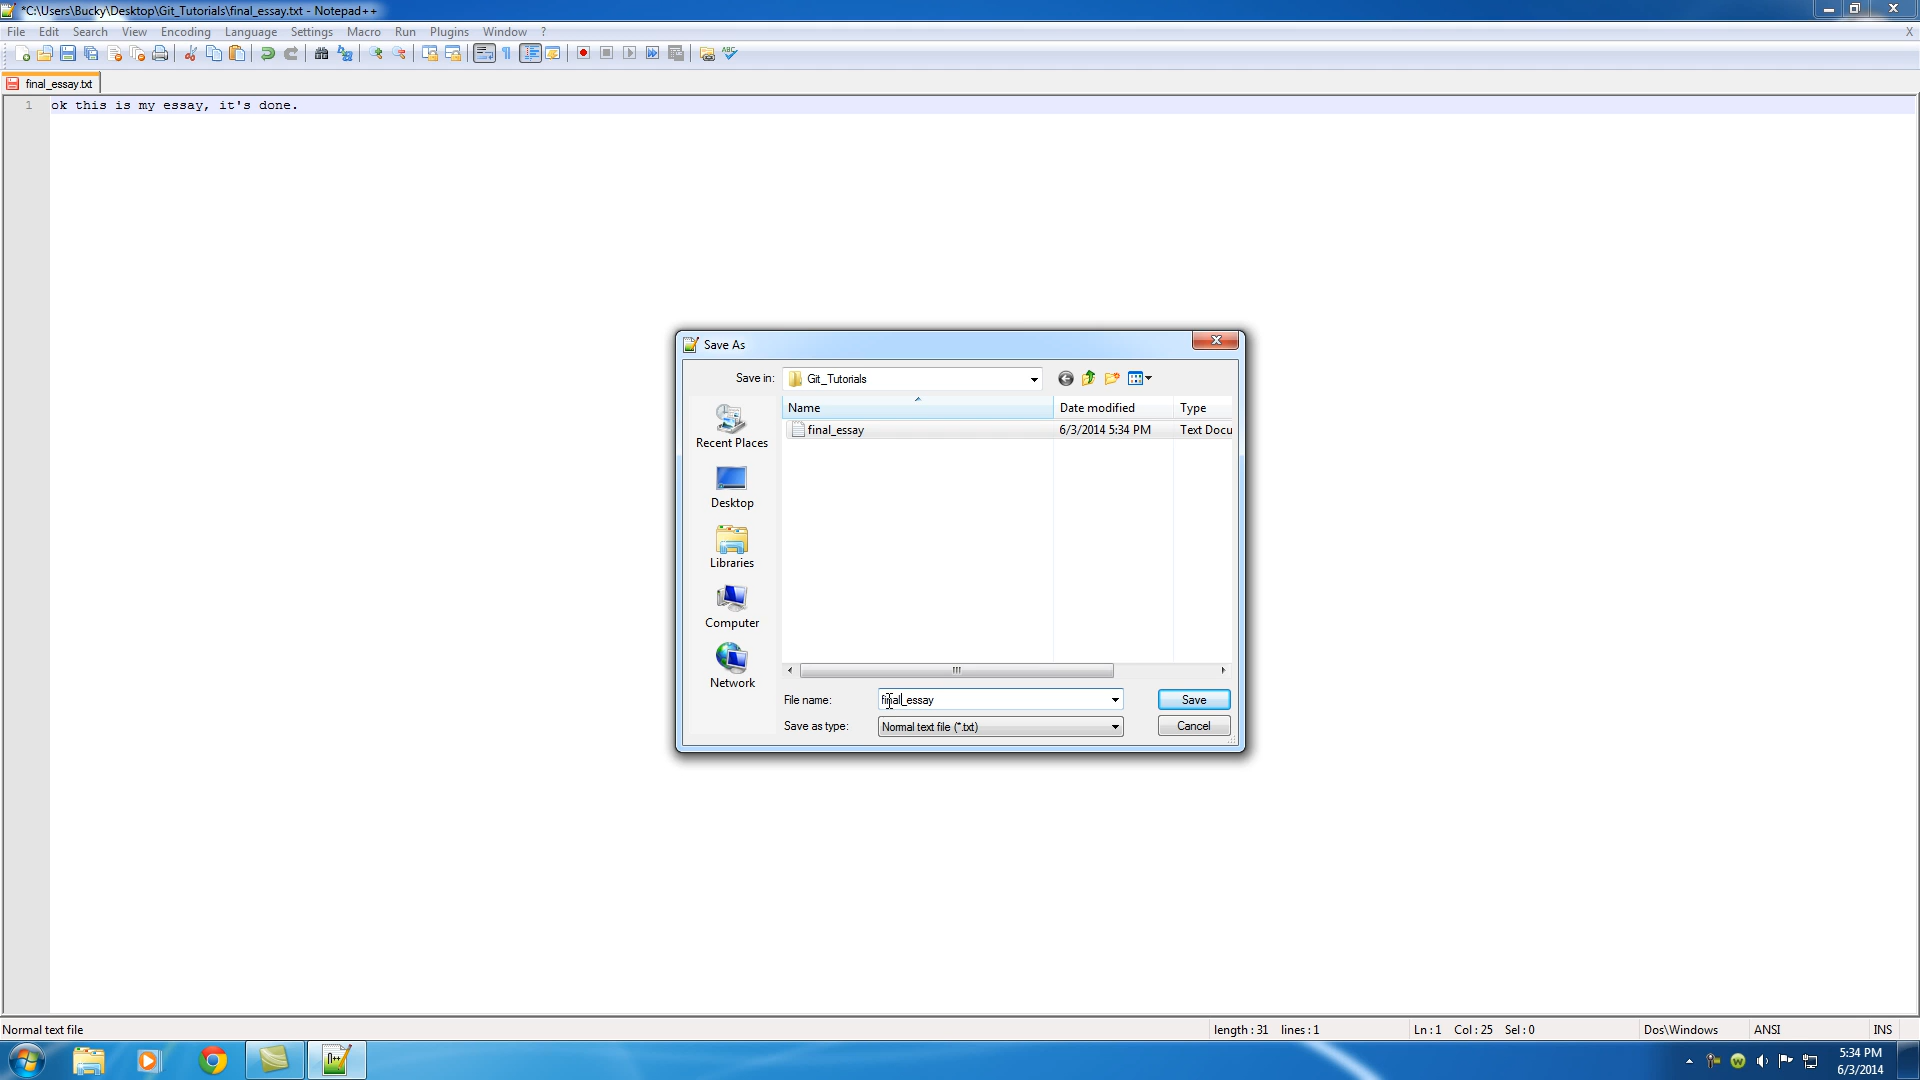 *C:\Users\Bucky\Desktop\Git_Tutorials\final_essay.txt - Notepad++
File Edit Search View Encoding Language Settings Macro Run Plugins Window ? X
final_essay.txt
1 ok this is my essay, it's done.
Save As
Save in: Git_Tutorials
Name Date modified Type
final_essay 6/3/2014 5:34 PM Text Docu
Recent Places
Desktop
Libraries
Computer
Network
File name: final_essay Save
Save as type: Normal text file (*.txt) Cancel
Normal text file length : 31 lines : 1 Ln : 1 Col : 25 Sel : 0 Dos\Windows ANSI INS
5:34 PM
6/3/2014